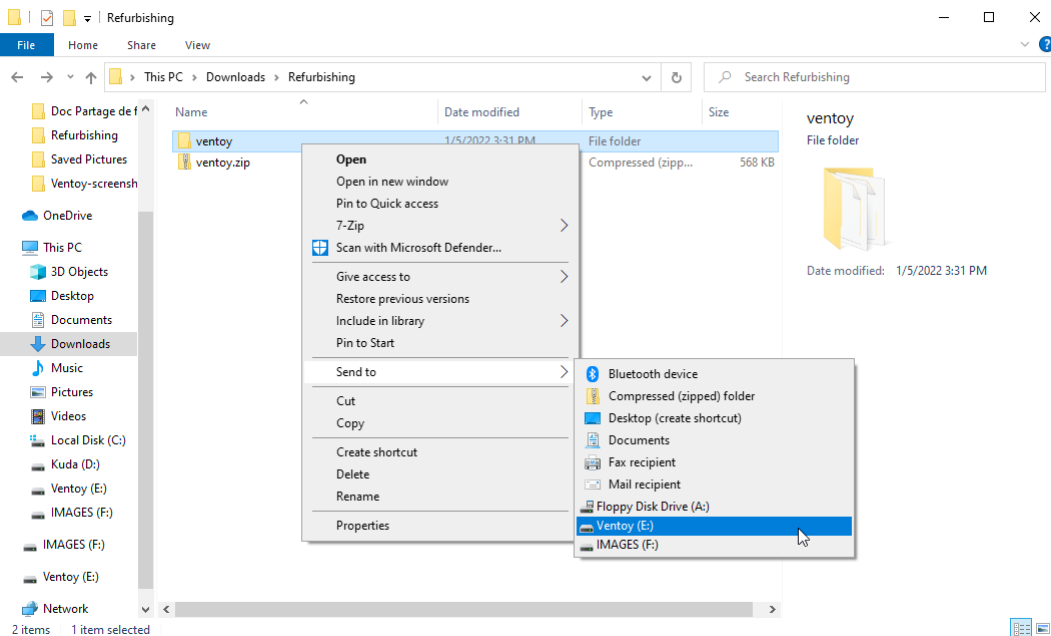 Refurbishing
File Home Share View
?
This PC Downloads Refurbishing
Search Refurbishing
Doc Partage de f
Refurbishing
Saved Pictures
Ventoy-screensh
OneDrive
This PC
3D Objects
Desktop
Documents
Downloads
Music
Pictures
Videos
Local Disk (C:)
Kuda (D:)
Ventoy (E:)
IMAGES (F:)
IMAGES (F:)
Ventoy (E:)
Network
Name Date modified Type Size
ventoy 1/5/2022 3:31 PM File folder
ventoy.zip Compressed (zipp... 568 KB
Open
Open in new window
Pin to Quick access
7-Zip
Scan with Microsoft Defender...
Give access to
Restore previous versions
Include in library
Pin to Start
Send to
Cut
Copy
Create shortcut
Delete
Rename
Properties
Bluetooth device
Compressed (zipped) folder
Desktop (create shortcut)
Documents
Fax recipient
Mail recipient
Floppy Disk Drive (A:)
Ventoy (E:)
IMAGES (F:)
ventoy
File folder
Date modified: 1/5/2022 3:31 PM
2 items 1 item selected